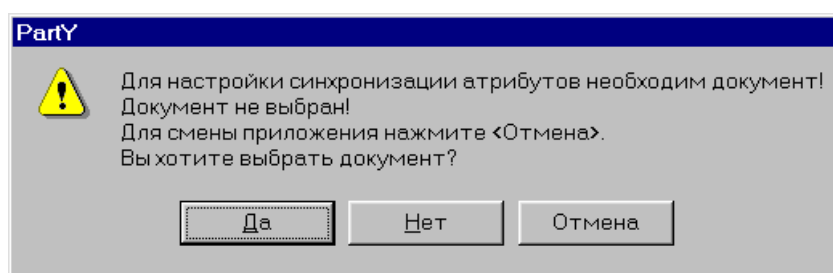 PartY
Для настройки синхронизации атрибутов необходим документ!
Документ не выбран!
Для смены приложения нажмите <Отмена>.
Вы хотите выбрать документ?
Да
Нет
Отмена